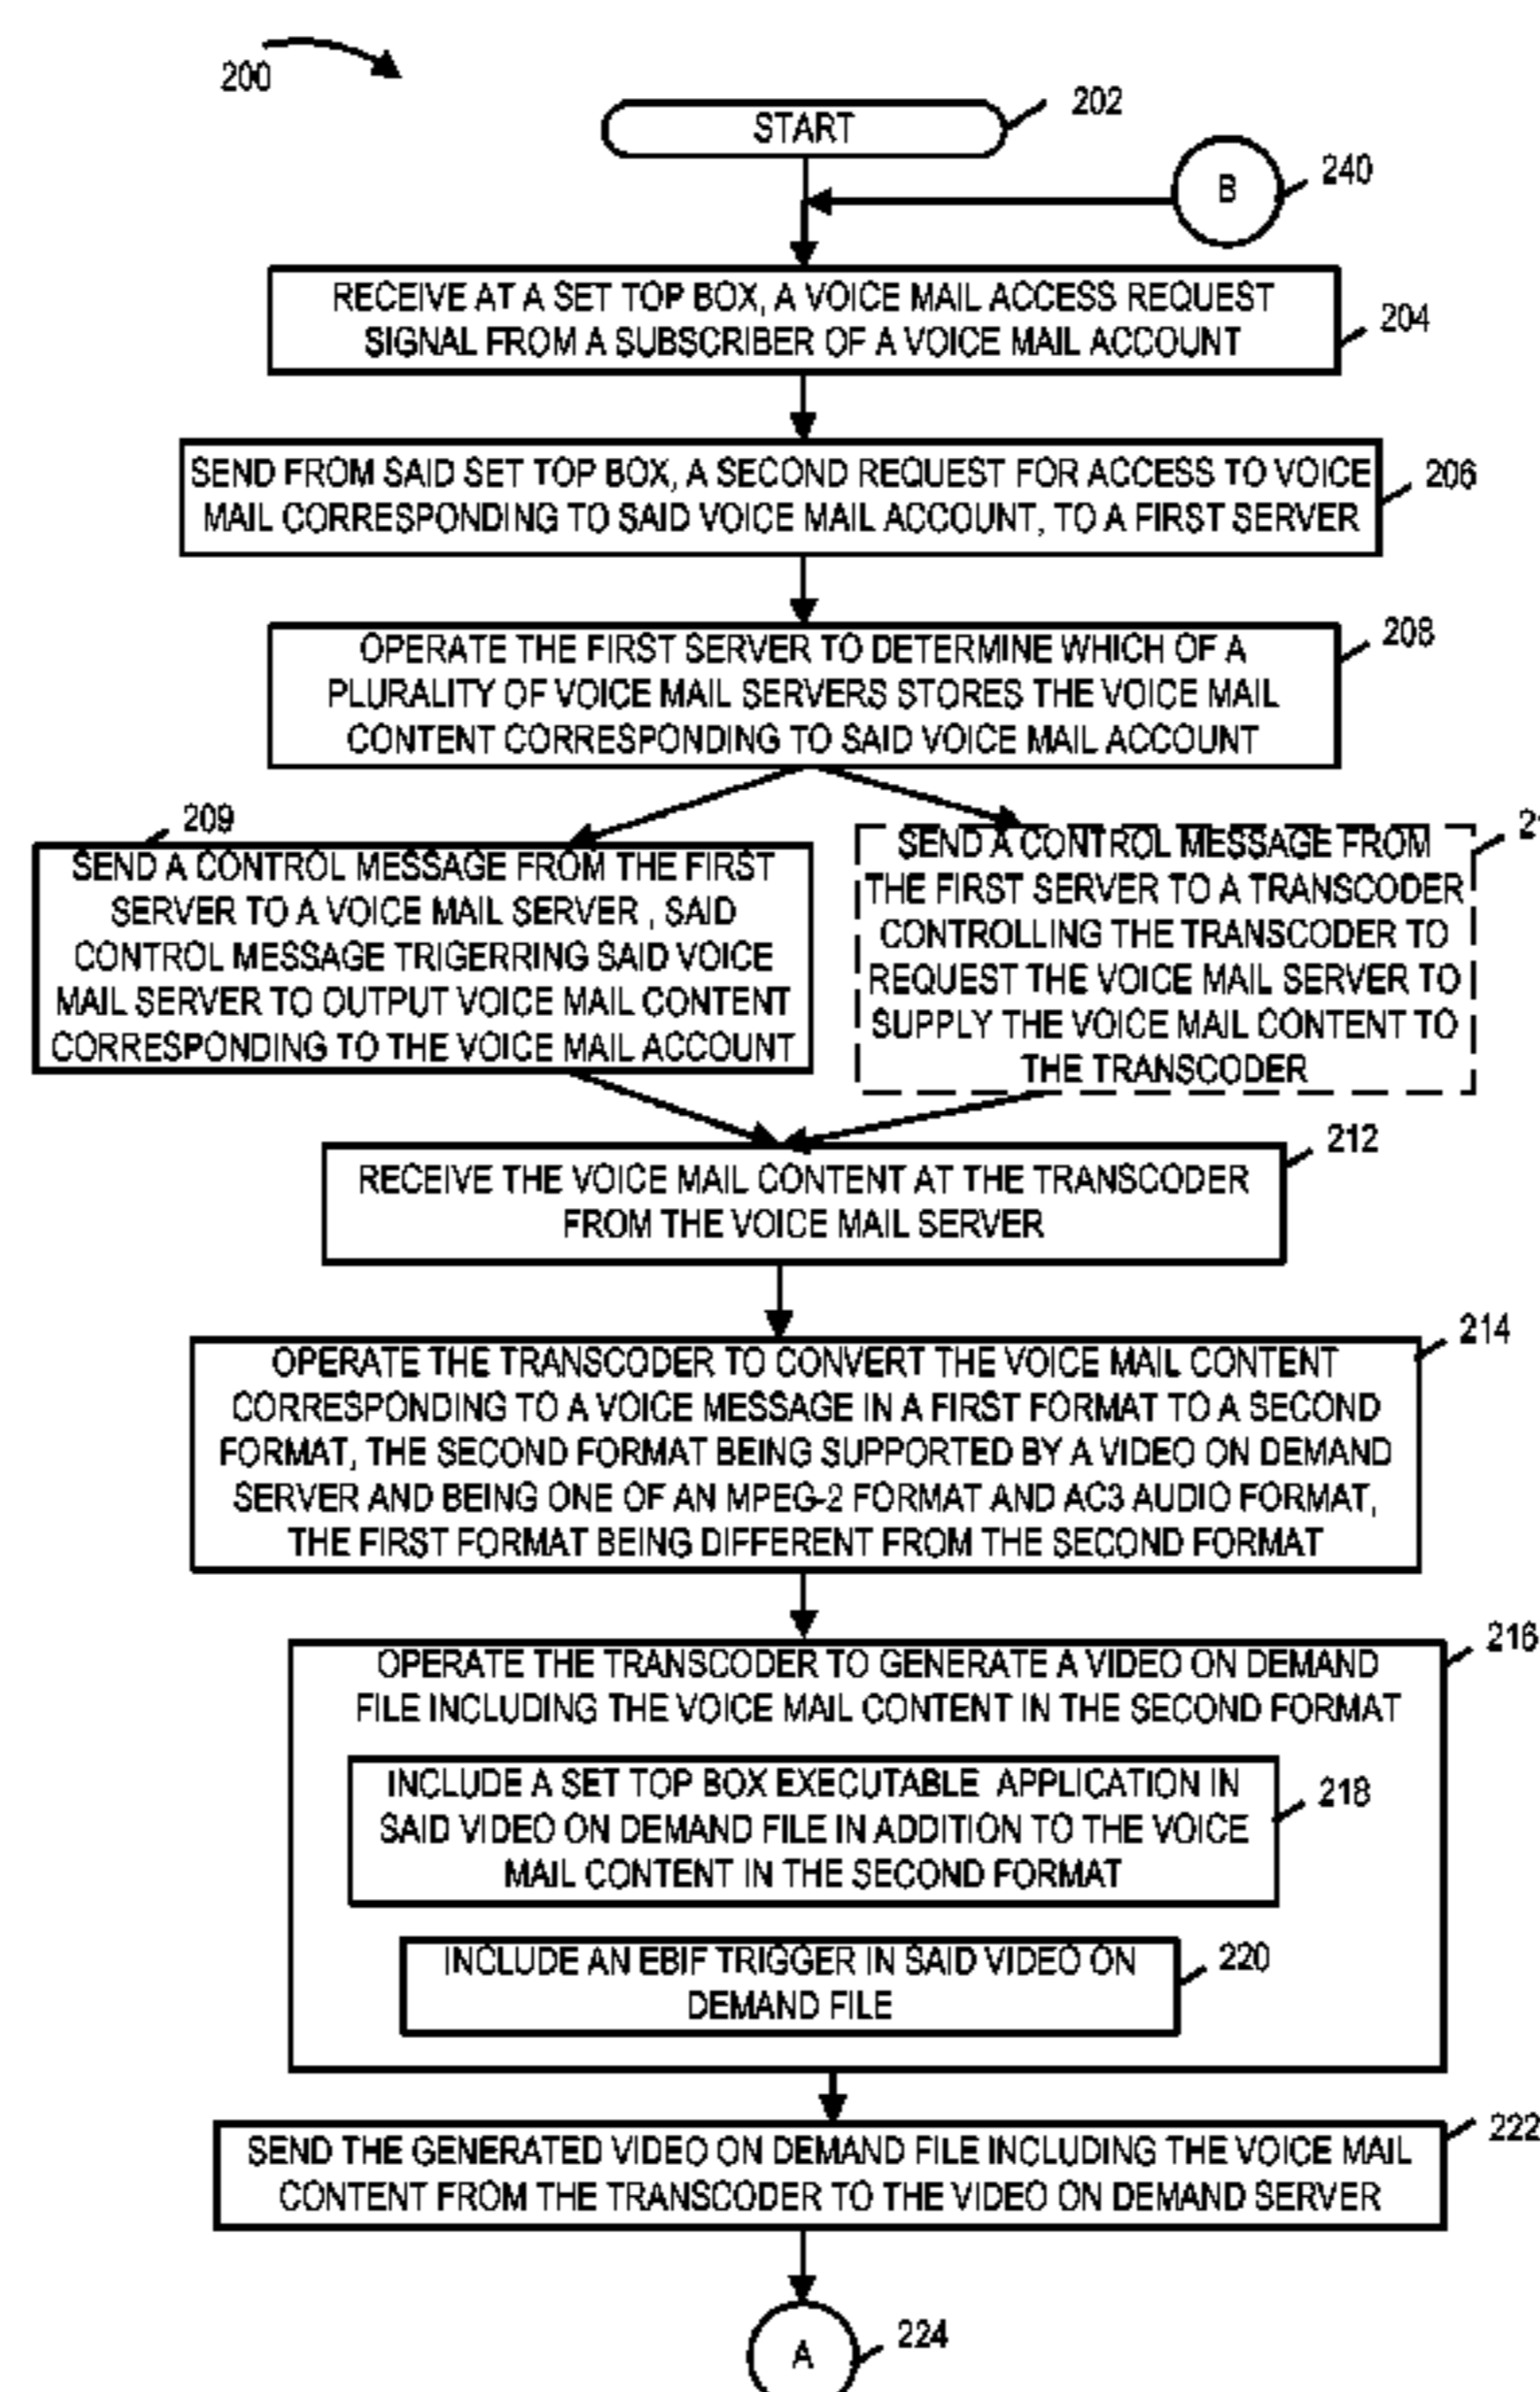 200
START
202
B
240
RECEIVE AT A SET TOP BOX, A VOICE MAIL ACCESS REQUEST
SIGNAL FROM A SUBSCRIBER OF A VOICE MAIL ACCOUNT
204
SEND FROM SAID SET TOP BOX, A SECOND REQUEST FOR ACCESS TO VOICE
MAIL CORRESPONDING TO SAID VOICE MAIL ACCOUNT, TO A FIRST SERVER
206
OPERATE THE FIRST SERVER TO DETERMINE WHICH OF A
PLURALITY OF VOICE MAIL SERVERS STORES THE VOICE MAIL
CONTENT CORRESPONDING TO SAID VOICE MAIL ACCOUNT
208
209
SEND A CONTROL MESSAGE FROM THE FIRST
SERVER TO A VOICE MAIL SERVER , SAID
CONTROL MESSAGE TRIGERRING SAID VOICE
MAIL SERVER TO OUTPUT VOICE MAIL CONTENT
CORRESPONDING TO THE VOICE MAIL ACCOUNT
SEND A CONTROL MESSAGE FROM
THE FIRST SERVER TO A TRANSCODER
CONTROLLING THE TRANSCODER TO
REQUEST THE VOICE MAIL SERVER TO
SUPPLY THE VOICE MAIL CONTENT TO
THE TRANSCODER
RECEIVE THE VOICE MAIL CONTENT AT THE TRANSCODER
FROM THE VOICE MAIL SERVER
212
OPERATE THE TRANSCODER TO CONVERT THE VOICE MAIL CONTENT
CORRESPONDING TO A VOICE MESSAGE IN A FIRST FORMAT TO A SECOND
FORMAT, THE SECOND FORMAT BEING SUPPORTED BY A VIDEO ON DEMAND
SERVER AND BEING ONE OF AN MPEG-2 FORMAT AND AC3 AUDIO FORMAT,
THE FIRST FORMAT BEING DIFFERENT FROM THE SECOND FORMAT
214
OPERATE THE TRANSCODER TO GENERATE A VIDEO ON DEMAND
FILE INCLUDING THE VOICE MAIL CONTENT IN THE SECOND FORMAT
216
INCLUDE A SET TOP BOX EXECUTABLE APPLICATION IN
SAID VIDEO ON DEMAND FILE IN ADDITION TO THE VOICE
MAIL CONTENT IN THE SECOND FORMAT
218
INCLUDE AN EBIF TRIGGER IN SAID VIDEO ON
DEMAND FILE
220
SEND THE GENERATED VIDEO ON DEMAND FILE INCLUDING THE VOICE MAIL
CONTENT FROM THE TRANSCODER TO THE VIDEO ON DEMAND SERVER
222
A
224